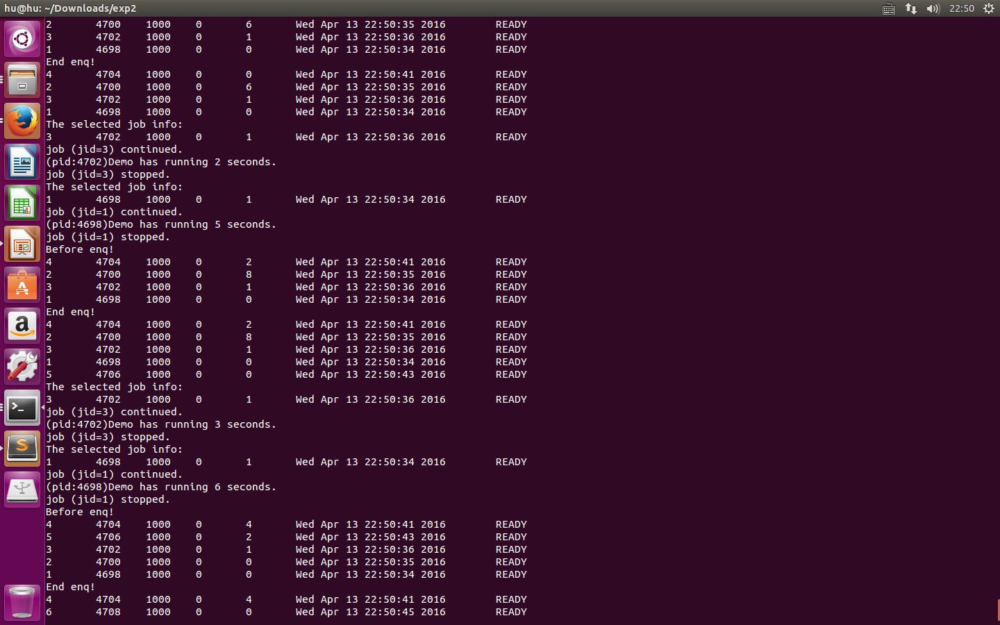 hu@hu: ~/Downloads/exp2 22:50
2 4700 1000 0 6 Wed Apr 13 22:50:35 2016 READY
3 4702 1000 0 1 Wed Apr 13 22:50:36 2016 READY
1 4698 1000 0 0 Wed Apr 13 22:50:34 2016 READY
End enq!
4 4704 1000 0 0 Wed Apr 13 22:50:41 2016 READY
2 4700 1000 0 6 Wed Apr 13 22:50:35 2016 READY
3 4702 1000 0 1 Wed Apr 13 22:50:36 2016 READY
1 4698 1000 0 0 Wed Apr 13 22:50:34 2016 READY
The selected job info:
3 4702 1000 0 1 Wed Apr 13 22:50:36 2016 READY
job (jid=3) continued.
(pid:4702)Demo has running 2 seconds.
job (jid=3) stopped.
The selected job info:
1 4698 1000 0 1 Wed Apr 13 22:50:34 2016 READY
job (jid=1) continued.
(pid:4698)Demo has running 5 seconds.
job (jid=1) stopped.
Before enq!
4 4704 1000 0 2 Wed Apr 13 22:50:41 2016 READY
2 4700 1000 0 8 Wed Apr 13 22:50:35 2016 READY
3 4702 1000 0 1 Wed Apr 13 22:50:36 2016 READY
1 4698 1000 0 0 Wed Apr 13 22:50:34 2016 READY
End enq!
4 4704 1000 0 2 Wed Apr 13 22:50:41 2016 READY
2 4700 1000 0 8 Wed Apr 13 22:50:35 2016 READY
3 4702 1000 0 1 Wed Apr 13 22:50:36 2016 READY
1 4698 1000 0 0 Wed Apr 13 22:50:34 2016 READY
5 4706 1000 0 0 Wed Apr 13 22:50:43 2016 READY
The selected job info:
3 4702 1000 0 1 Wed Apr 13 22:50:36 2016 READY
job (jid=3) continued.
(pid:4702)Demo has running 3 seconds.
job (jid=3) stopped.
The selected job info:
1 4698 1000 0 1 Wed Apr 13 22:50:34 2016 READY
job (jid=1) continued.
(pid:4698)Demo has running 6 seconds.
job (jid=1) stopped.
Before enq!
4 4704 1000 0 4 Wed Apr 13 22:50:41 2016 READY
5 4706 1000 0 2 Wed Apr 13 22:50:43 2016 READY
3 4702 1000 0 1 Wed Apr 13 22:50:36 2016 READY
2 4700 1000 0 0 Wed Apr 13 22:50:35 2016 READY
1 4698 1000 0 0 Wed Apr 13 22:50:34 2016 READY
End enq!
4 4704 1000 0 4 Wed Apr 13 22:50:41 2016 READY
6 4708 1000 0 0 Wed Apr 13 22:50:45 2016 READY